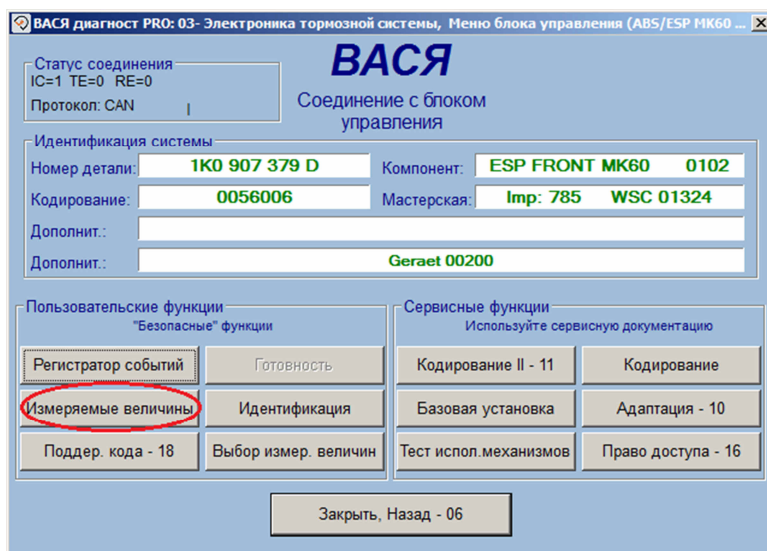 ВАСЯ диагност PRO: 03- Электроника тормозной системы, Меню блока управления (ABS/ESP MK60 ...
Статус соединения
IC=1 TE=0 RE=0
Протокол: CAN
ВАСЯ
Соединение с блоком
управления
Идентификация системы
Номер детали: 1K0 907 379 D Компонент: ESP FRONT MK60 0102
Кодирование: 0056006 Мастерская: Imp: 785 WSC 01324
Дополнит.:
Дополнит.: Geraet 00200
Пользовательские функции
"Безопасные" функции
Сервисные функции
Используйте сервисную документацию
Регистратор событий Готовность Кодирование II - 11 Кодирование
Измеряемые величины Идентификация Базовая установка Адаптация - 10
Поддер. кода - 18 Выбор измер. величин Тест испол.механизмов Право доступа - 16
Закрыть, Назад - 06